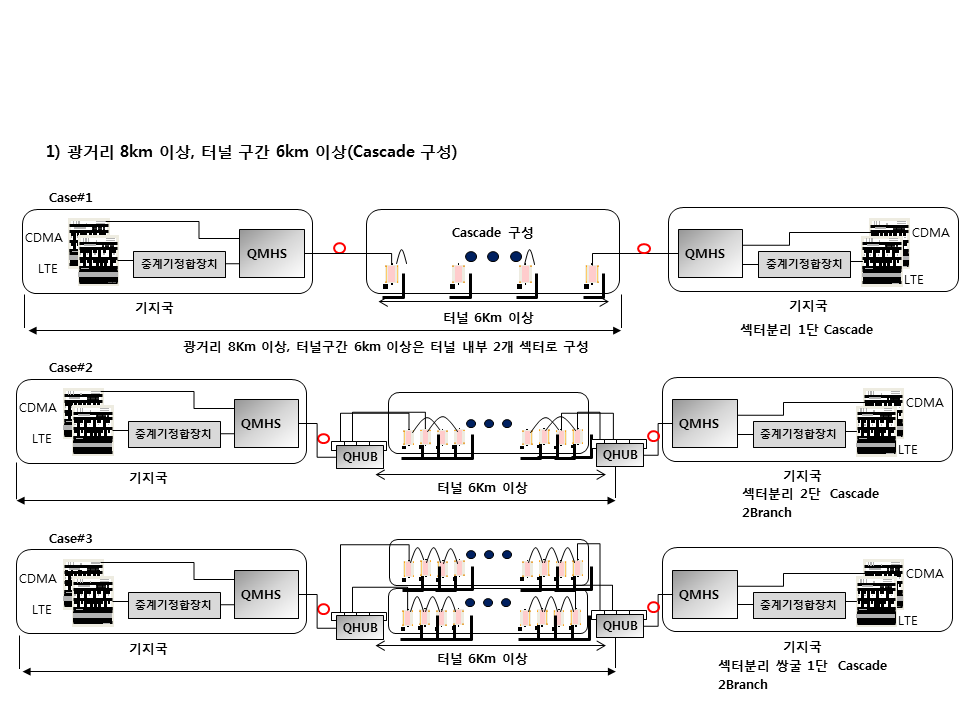 1) 광거리 8km 이상, 터널 구간 6km 이상(Cascade 구성)
Case#1
CDMA
LTE
중계기정합장치
QMHS
기지국
Cascade 구성
터널 6Km 이상
QMHS
중계기정합장치
CDMA
LTE
기지국
섹터분리 1단 Cascade
광거리 8Km 이상, 터널구간 6km 이상은 터널 내부 2개 섹터로 구성
Case#2
CDMA
LTE
중계기정합장치
QMHS
기지국
QHUB
터널 6Km 이상
QHUB
QMHS
중계기정합장치
CDMA
LTE
기지국
섹터분리 2단 Cascade
2Branch
Case#3
CDMA
LTE
중계기정합장치
QMHS
기지국
QHUB
터널 6Km 이상
QHUB
QMHS
중계기정합장치
CDMA
LTE
기지국
섹터분리 쌍굴 1단 Cascade
2Branch